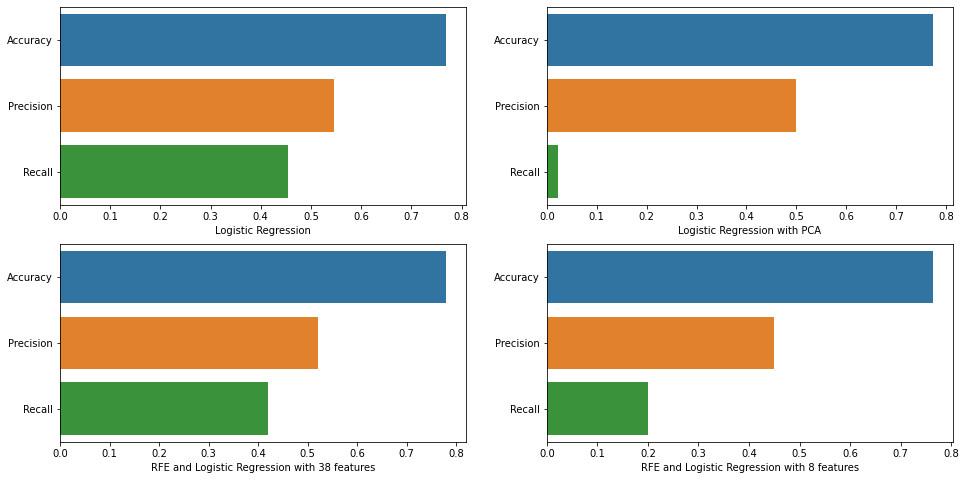 Accuracy
Precision
Recall
0.0 0.1 0.2 0.3 0.4 0.5 0.6 0.7 0.8
Logistic Regression
Accuracy
Precision
Recall
0.0 0.1 0.2 0.3 0.4 0.5 0.6 0.7 0.8
Logistic Regression with PCA
Accuracy
Precision
Recall
0.0 0.1 0.2 0.3 0.4 0.5 0.6 0.7 0.8
RFE and Logistic Regression with 38 features
Accuracy
Precision
Recall
0.0 0.1 0.2 0.3 0.4 0.5 0.6 0.7 0.8
RFE and Logistic Regression with 8 features